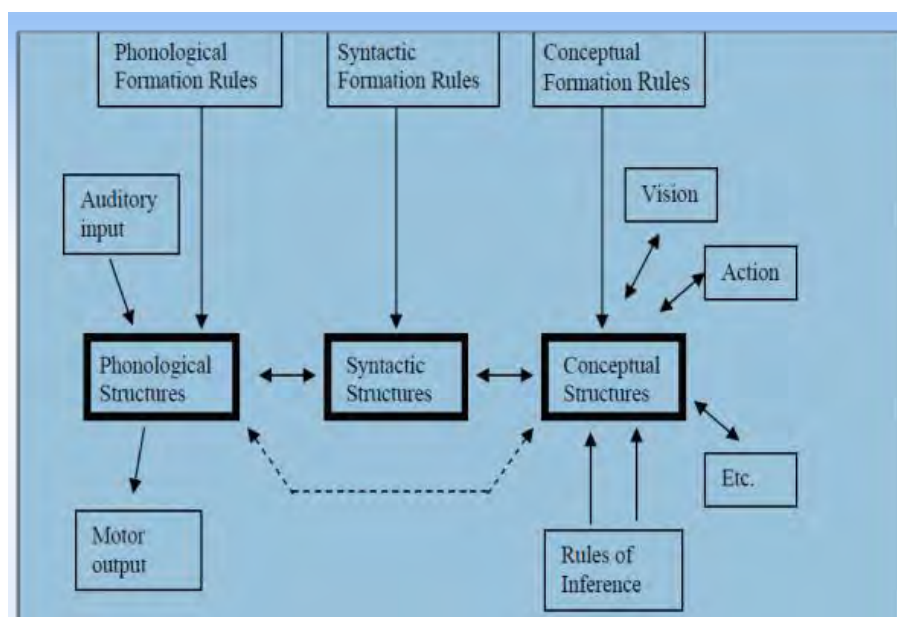 Phonological
Formation Rules
Syntactic
Formation Rules
Conceptual
Formation Rules
Auditory
input
Vision
Action
Phonological
Structures
Syntactic
Structures
Conceptual
Structures
Etc.
Motor
output
Rules of
Inference